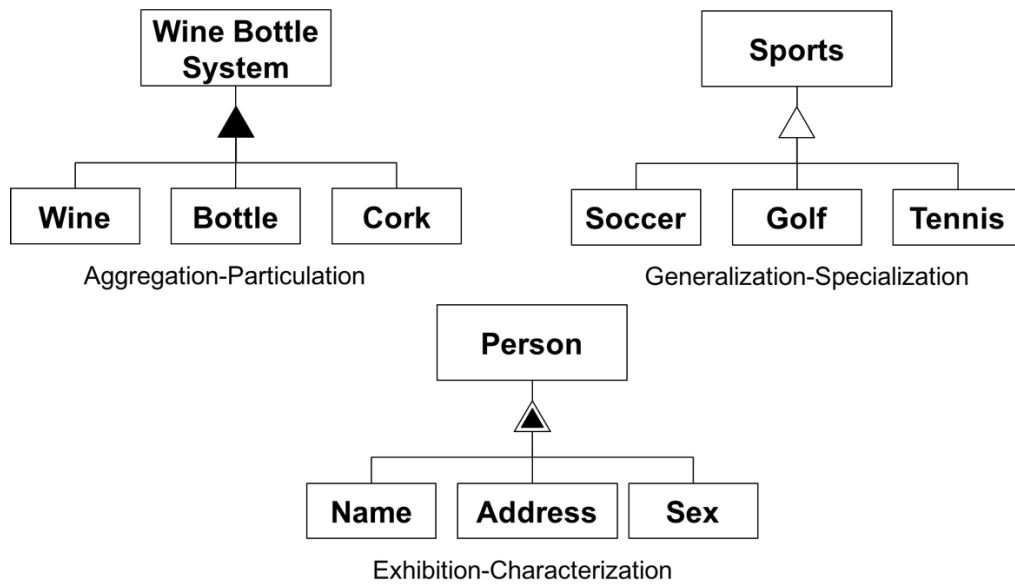 Wine Bottle
System
Wine
Bottle
Cork
Aggregation-Particulation
Sports
Soccer
Golf
Tennis
Generalization-Specialization
Person
Name
Address
Sex
Exhibition-Characterization